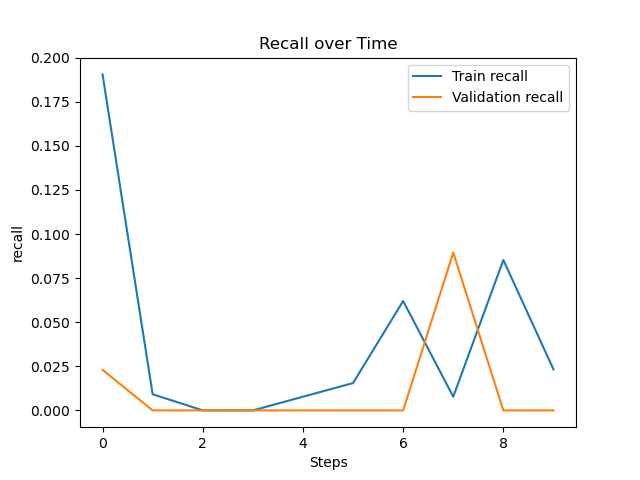 Recall over Time
Train recall
Validation recall
0.200
0.175
0.150
0.125
0.100
0.075
0.050
0.025
0.000
recall
0 2 4 6 8
Steps